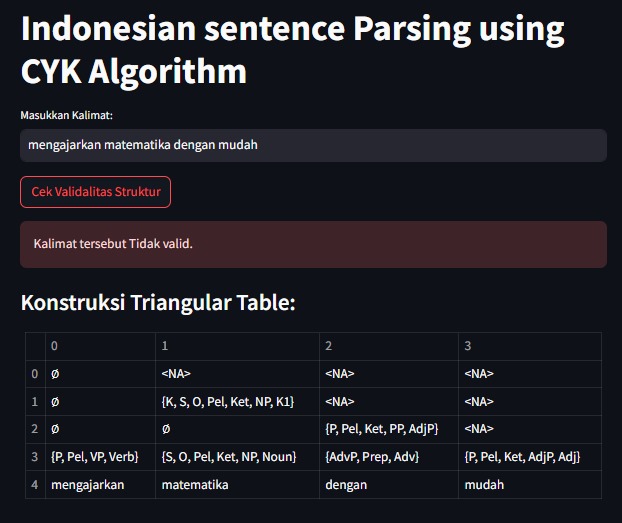 Indonesian sentence Parsing using
CYK Algorithm
Masukkan Kalimat:
mengajarkan matematika dengan mudah
Cek Validalitas Struktur
Kalimat tersebut Tidak valid.
Konstruksi Triangular Table:
0 1 2 3
0 Ø <NA> <NA> <NA>
1 Ø {K, S, O, Pel, Ket, NP, K1} <NA> <NA>
2 Ø Ø {P, Pel, Ket, PP, AdjP} <NA>
3 {P, Pel, VP, Verb} {S, O, Pel, Ket, NP, Noun} {AdvP, Prep, Adv} {P, Pel, Ket, AdjP, Adj}
4 mengajarkan matematika dengan mudah